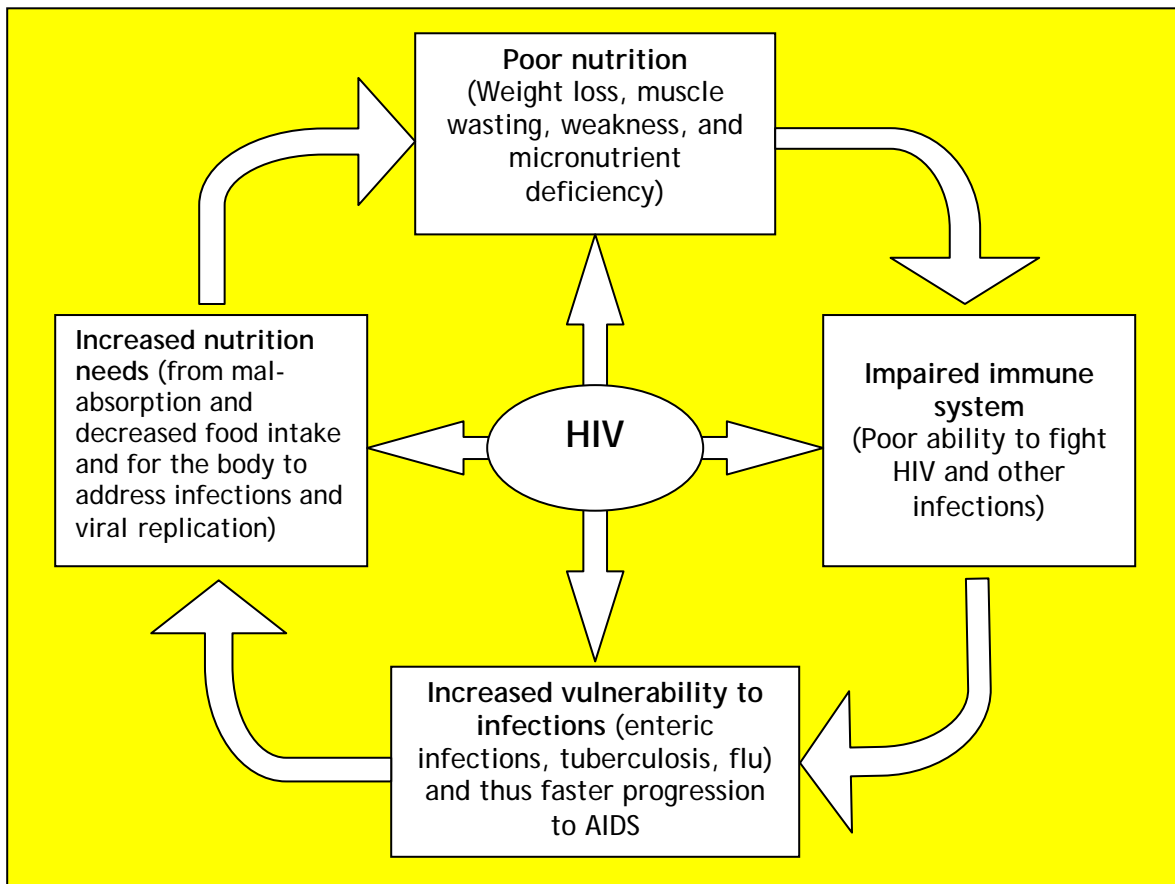 Poor nutrition
(Weight loss, muscle
wasting, weakness, and
micronutrient
deficiency)
Increased nutrition
needs (from mal-
absorption and
decreased food intake
and for the body to
address infections and
viral replication)
HIV
Impaired immune
system
(Poor ability to fight
HIV and other
infections)
Increased vulnerability to
infections (enteric
infections, tuberculosis, flu)
and thus faster progression
to AIDS